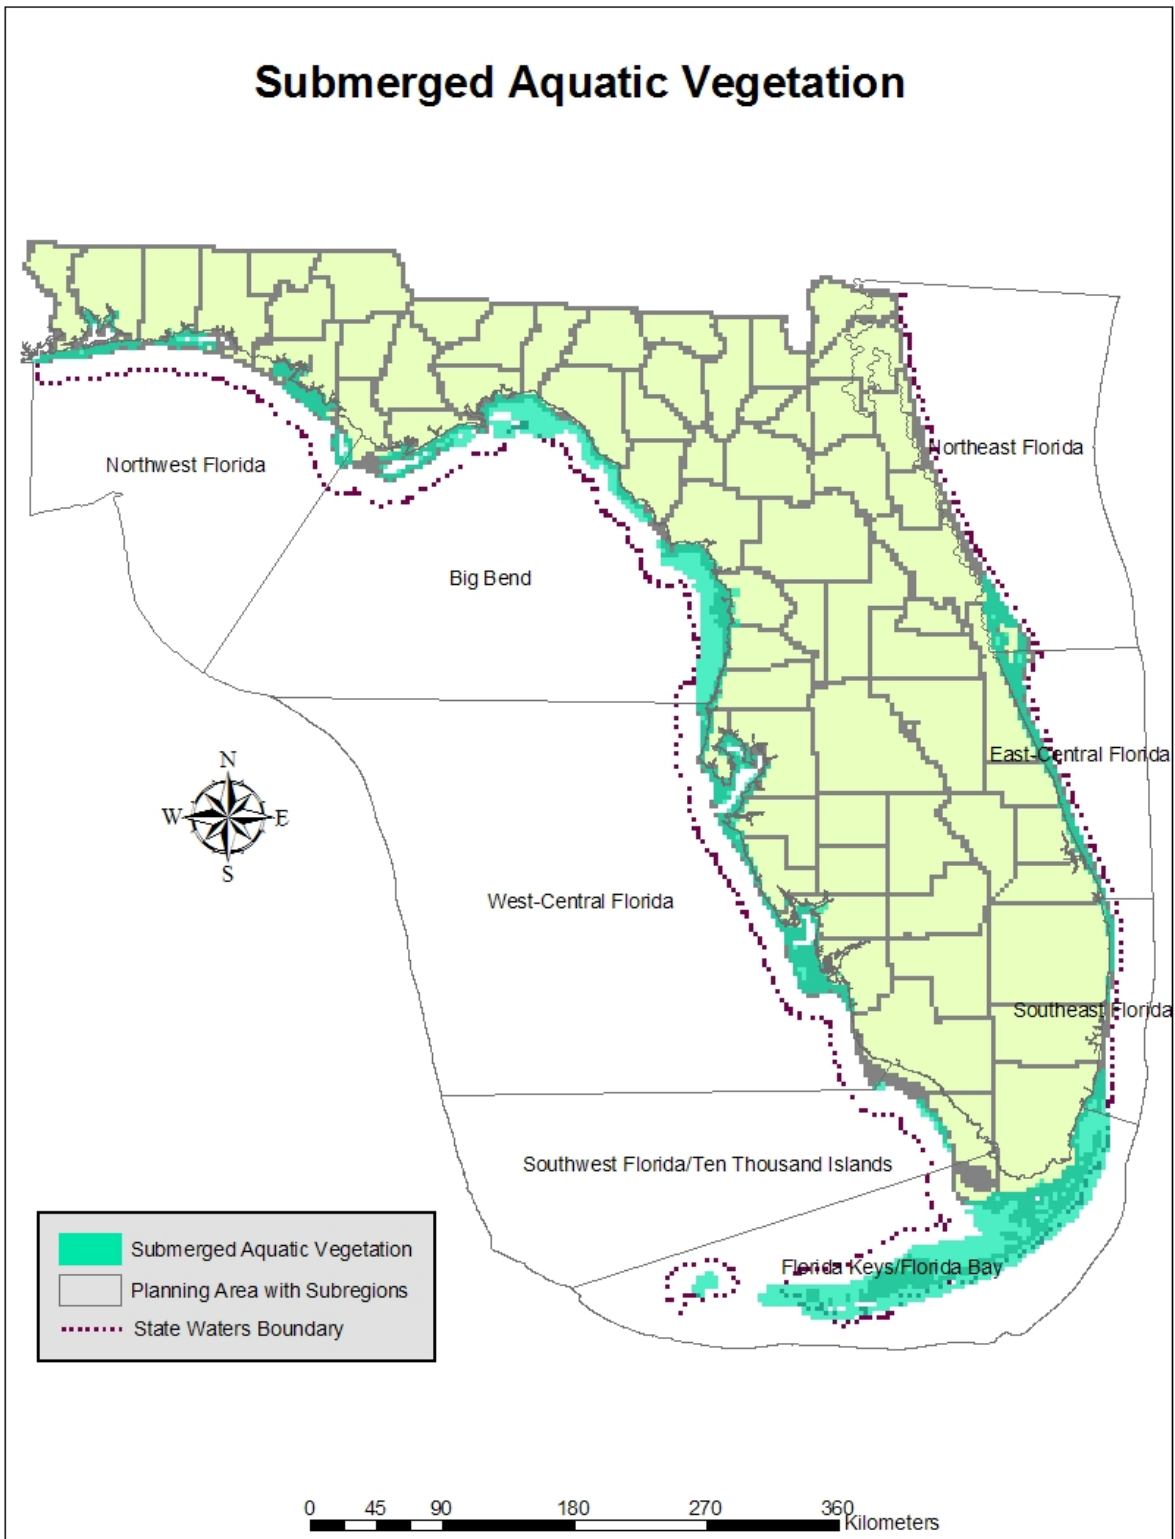 Submerged Aquatic Vegetation
Northwest Florida
Northeast Florida
Big Bend
East-Central Florida
N
W
E
S
West-Central Florida
Southeast Florida
Southwest Florida/Ten Thousand Islands
Florida Keys/Florida Bay
Submerged Aquatic Vegetation
Planning Area with Subregions
State Waters Boundary
0 45 90 180 270 360
Kilometers